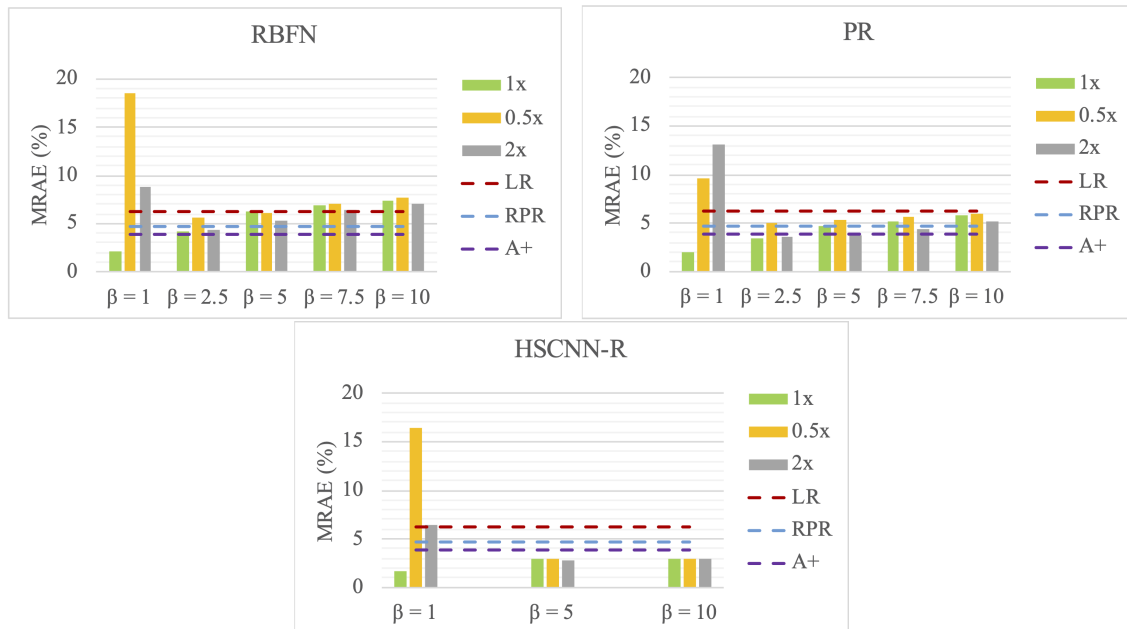 RBFN
MRAE (%)
20
15
10
5
0
β = 1 β = 2.5 β = 5 β = 7.5 β = 10
1x
0.5x
2x
LR
RPR
A+
PR
MRAE (%)
20
15
10
5
0
β = 1 β = 2.5 β = 5 β = 7.5 β = 10
1x
0.5x
2x
LR
RPR
A+
HSCNN-R
MRAE (%)
20
15
10
5
0
β = 1 β = 5 β = 10
1x
0.5x
2x
LR
RPR
A+